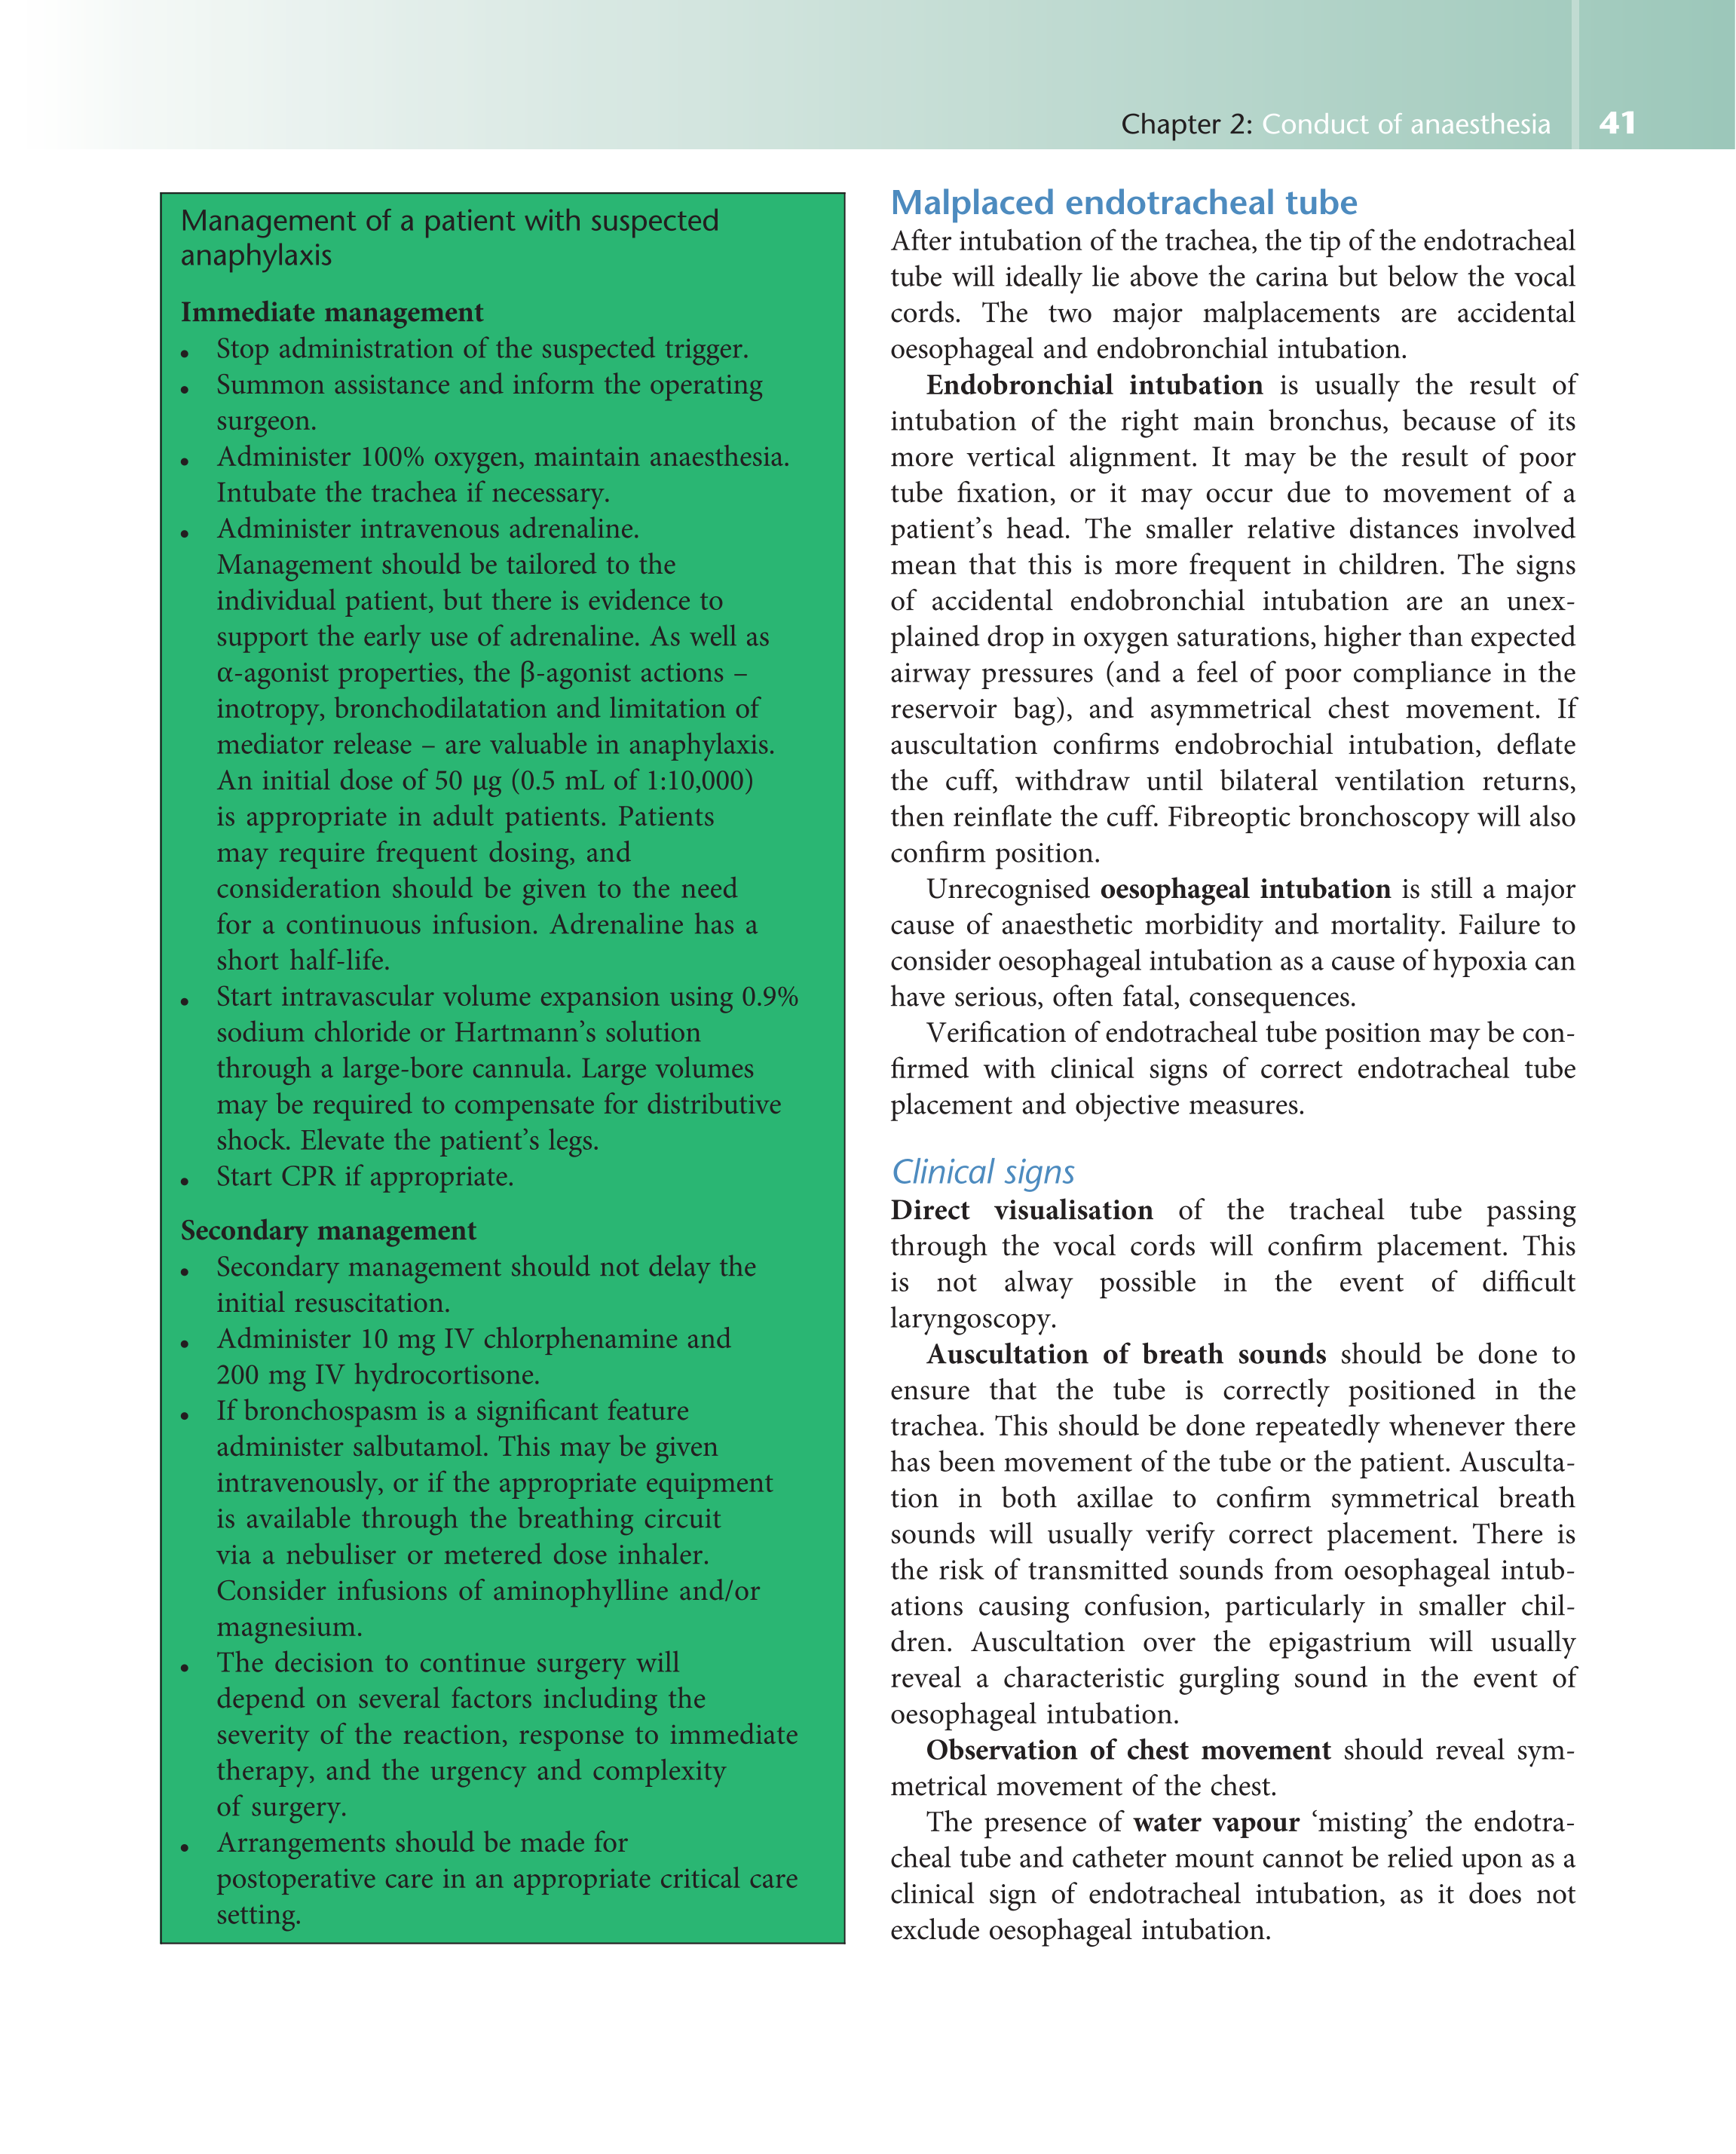 Chapter 2: Conduct of anaesthesia 41
Management of a patient with suspected
anaphylaxis
Immediate management
• Stop administration of the suspected trigger.
• Summon assistance and inform the operating
surgeon.
• Administer 100% oxygen, maintain anaesthesia.
Intubate the trachea if necessary.
• Administer intravenous adrenaline.
Management should be tailored to the
individual patient, but there is evidence to
support the early use of adrenaline. As well as
α-agonist properties, the β-agonist actions –
inotropy, bronchodilatation and limitation of
mediator release – are valuable in anaphylaxis.
An initial dose of 50 μg (0.5 mL of 1:10,000)
is appropriate in adult patients. Patients
may require frequent dosing, and
consideration should be given to the need
for a continuous infusion. Adrenaline has a
short half-life.
• Start intravascular volume expansion using 0.9%
sodium chloride or Hartmann’s solution
through a large-bore cannula. Large volumes
may be required to compensate for distributive
shock. Elevate the patient’s legs.
• Start CPR if appropriate.
Secondary management
• Secondary management should not delay the
initial resuscitation.
• Administer 10 mg IV chlorphenamine and
200 mg IV hydrocortisone.
• If bronchospasm is a significant feature
administer salbutamol. This may be given
intravenously, or if the appropriate equipment
is available through the breathing circuit
via a nebuliser or metered dose inhaler.
Consider infusions of aminophylline and/or
magnesium.
• The decision to continue surgery will
depend on several factors including the
severity of the reaction, response to immediate
therapy, and the urgency and complexity
of surgery.
• Arrangements should be made for
postoperative care in an appropriate critical care
setting.
Malplaced endotracheal tube
After intubation of the trachea, the tip of the endotracheal
tube will ideally lie above the carina but below the vocal
cords. The two major malplacements are accidental
oesophageal and endobronchial intubation.
Endobronchial intubation is usually the result of
intubation of the right main bronchus, because of its
more vertical alignment. It may be the result of poor
tube fixation, or it may occur due to movement of a
patient’s head. The smaller relative distances involved
mean that this is more frequent in children. The signs
of accidental endobronchial intubation are an unex-
plained drop in oxygen saturations, higher than expected
airway pressures (and a feel of poor compliance in the
reservoir bag), and asymmetrical chest movement. If
auscultation confirms endobrochial intubation, deflate
the cuff, withdraw until bilateral ventilation returns,
then reinflate the cuff. Fibreoptic bronchoscopy will also
confirm position.
Unrecognised oesophageal intubation is still a major
cause of anaesthetic morbidity and mortality. Failure to
consider oesophageal intubation as a cause of hypoxia can
have serious, often fatal, consequences.
Verification of endotracheal tube position may be con-
firmed with clinical signs of correct endotracheal tube
placement and objective measures.
Clinical signs
Direct visualisation of the tracheal tube passing
through the vocal cords will confirm placement. This
is not alway possible in the event of difficult
laryngoscopy.
Auscultation of breath sounds should be done to
ensure that the tube is correctly positioned in the
trachea. This should be done repeatedly whenever there
has been movement of the tube or the patient. Ausculta-
tion in both axillae to confirm symmetrical breath
sounds will usually verify correct placement. There is
the risk of transmitted sounds from oesophageal intub-
ations causing confusion, particularly in smaller chil-
dren. Auscultation over the epigastrium will usually
reveal a characteristic gurgling sound in the event of
oesophageal intubation.
Observation of chest movement should reveal sym-
metrical movement of the chest.
The presence of water vapour ‘misting’ the endotra-
cheal tube and catheter mount cannot be relied upon as a
clinical sign of endotracheal intubation, as it does not
exclude oesophageal intubation.